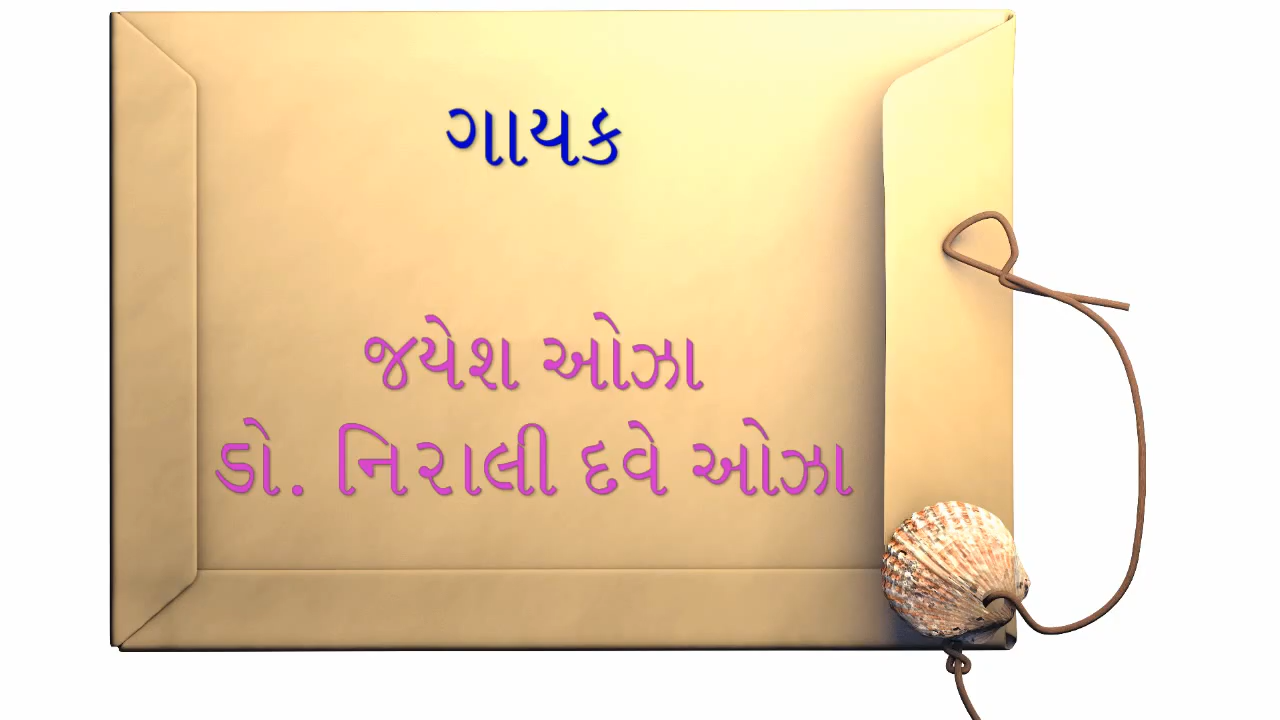 ગાયક
જયેશ ઓઝા
ડો. નિરાલી દવે ઓઝા